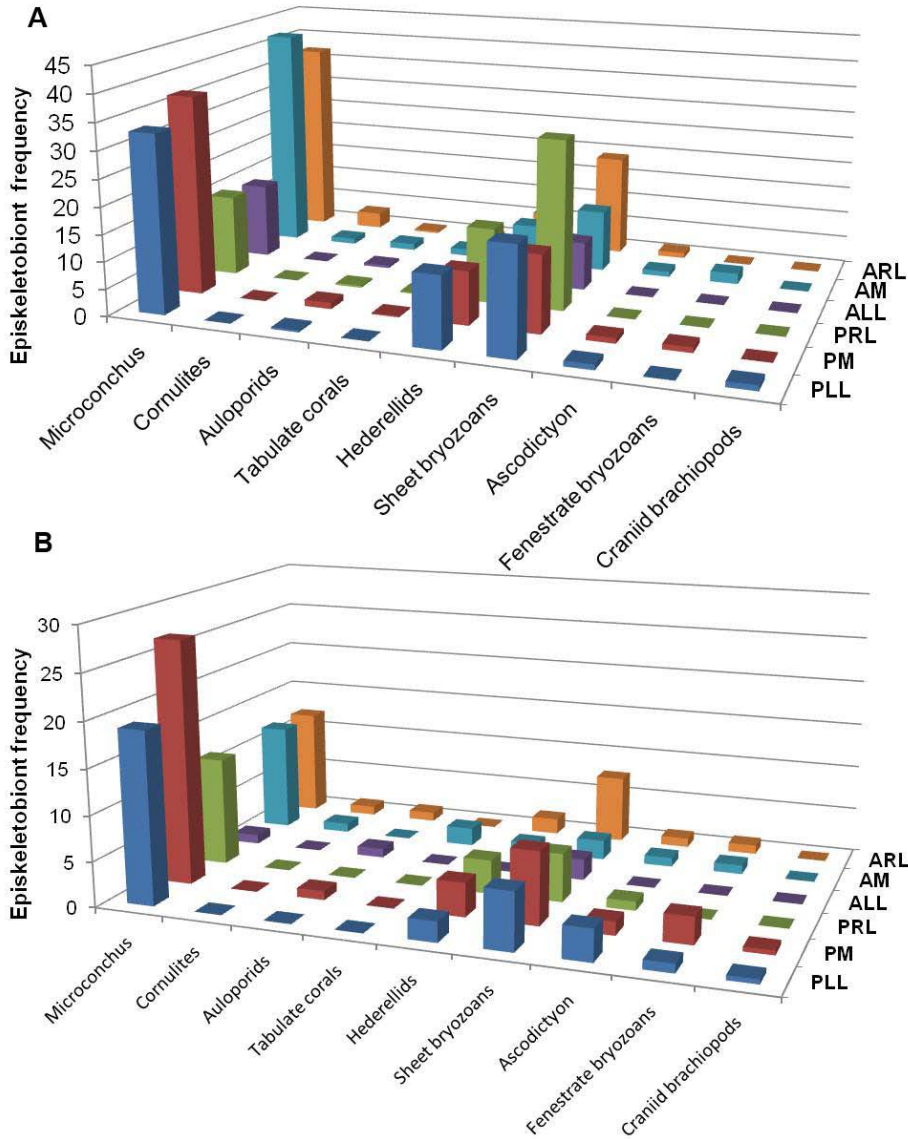 A
Episkeletobiont frequency
45
40
35
30
25
20
15
10
5
0
Microconchus
Cornulites
Auloporids
Tabulate corals
Hederellids
Sheet bryozoans
Ascodictyon
Fenestrate bryozoans
Craniid brachiopods
ARL
AM
ALL
PRL
PM
PLL
B
Episkeletobiont frequency
30
25
20
15
10
5
0
Microconchus
Cornulites
Auloporids
Tabulate corals
Hederellids
Sheet bryozoans
Ascodictyon
Fenestrate bryozoans
Craniid brachiopods
ARL
AM
ALL
PRL
PM
PLL